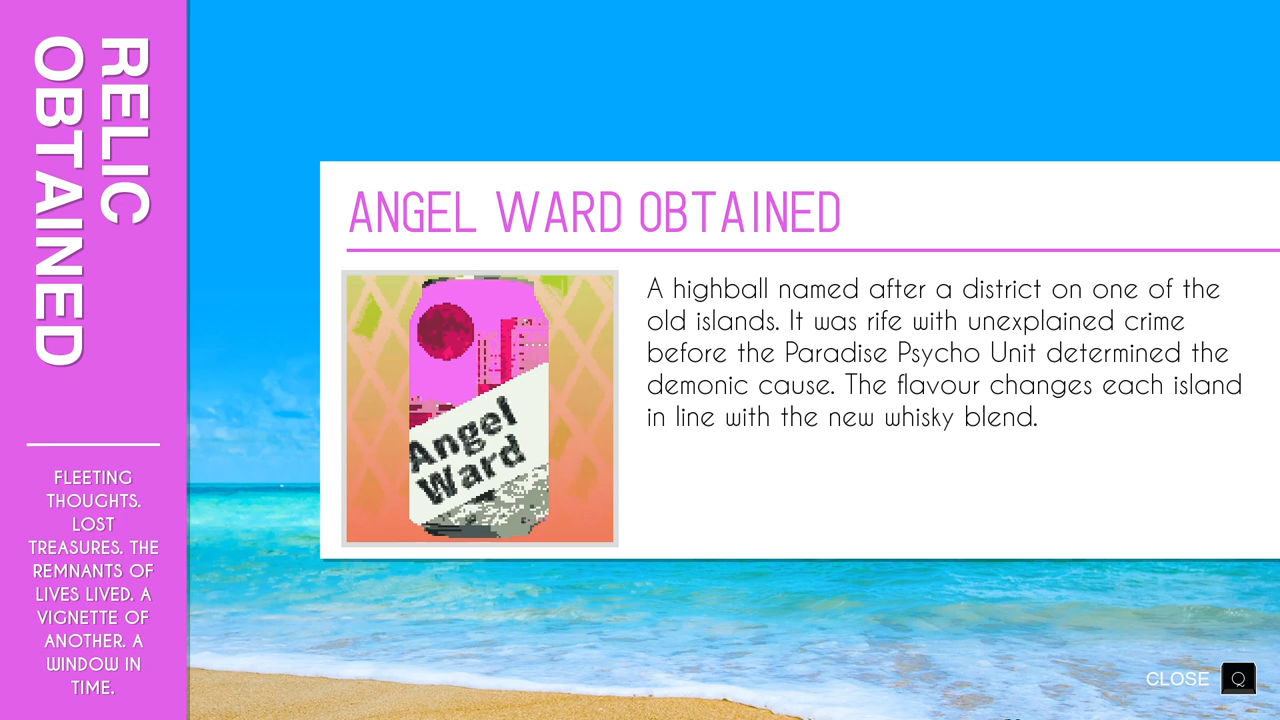 RELIC
OBTAINED
FLEETING
THOUGHTS.
LOST
TREASURES. THE
REMNANTS OF
LIVES LIVED. A
VIGNETTE OF
ANOTHER. A
WINDOW IN
TIME.
ANGEL WARD OBTAINED
Angel
Ward
A highball named after a district on one of the
old islands. It was rife with unexplained crime
before the Paradise Psycho Unit determined the
demonic cause. The flavour changes each island
in line with the new whisky blend.
CLOSE Q